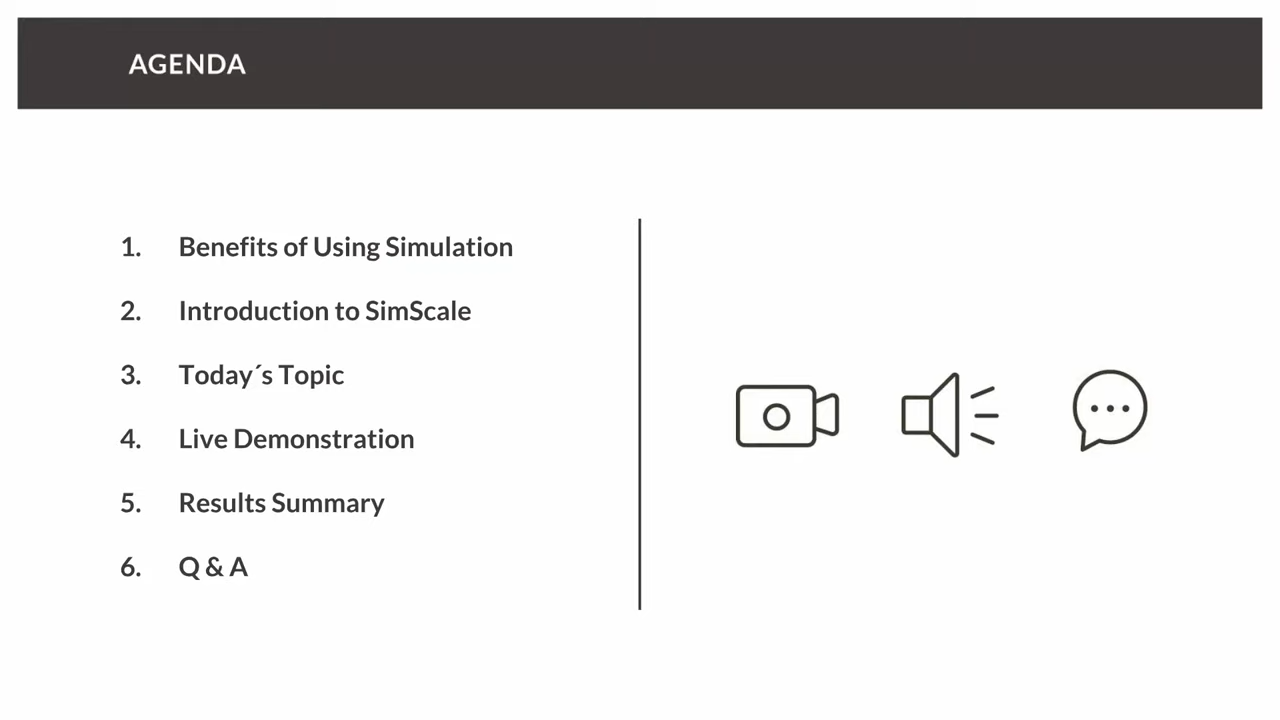 AGENDA
1. Benefits of Using Simulation
2. Introduction to SimScale
3. Today´s Topic
4. Live Demonstration
5. Results Summary
6. Q & A